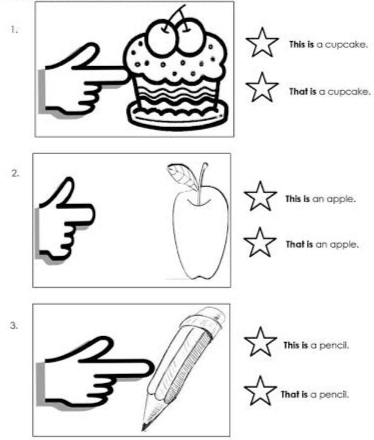 1.
This is a cupcake.
That is a cupcake.
2.
This is an apple.
That is an apple.
3.
This is a pencil.
That is a pencil.